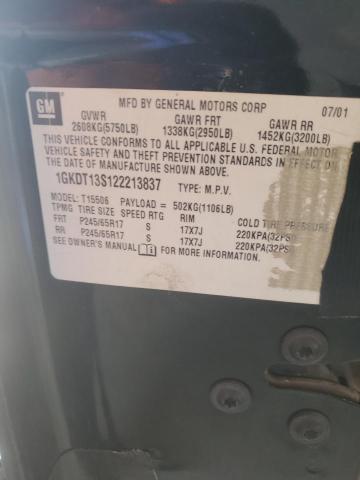 GM
MFD BY GENERAL MOTORS CORP 07/01
GVWR GAWR FRT GAWR RR
2608KG(5750LB) 1338KG(2950LB) 1452KG(3200LB)
THIS VEHICLE CONFORMS TO ALL APPLICABLE U.S. FEDERAL MOTOR
VEHICLE SAFETY AND THEFT PREVENTION STANDARDS IN EFFECT ON
THE DATE OF MANUFACTURE SHOWN ABOVE.
1GKDT13S122213837 TYPE: M.P.V.
MODEL: T15506 PAYLOAD = 502KG(1106LB)
TPMG TIRE SIZE SPEED RTG RIM COLD TIRE PRESSURE
FRT P245/65R17 S 17X7J 220KPA(32PSI
RR P245/65R17 S 17X7J 220KPA(32PS
SEE OWNER'S MANUAL FOR MORE INFORMATION.